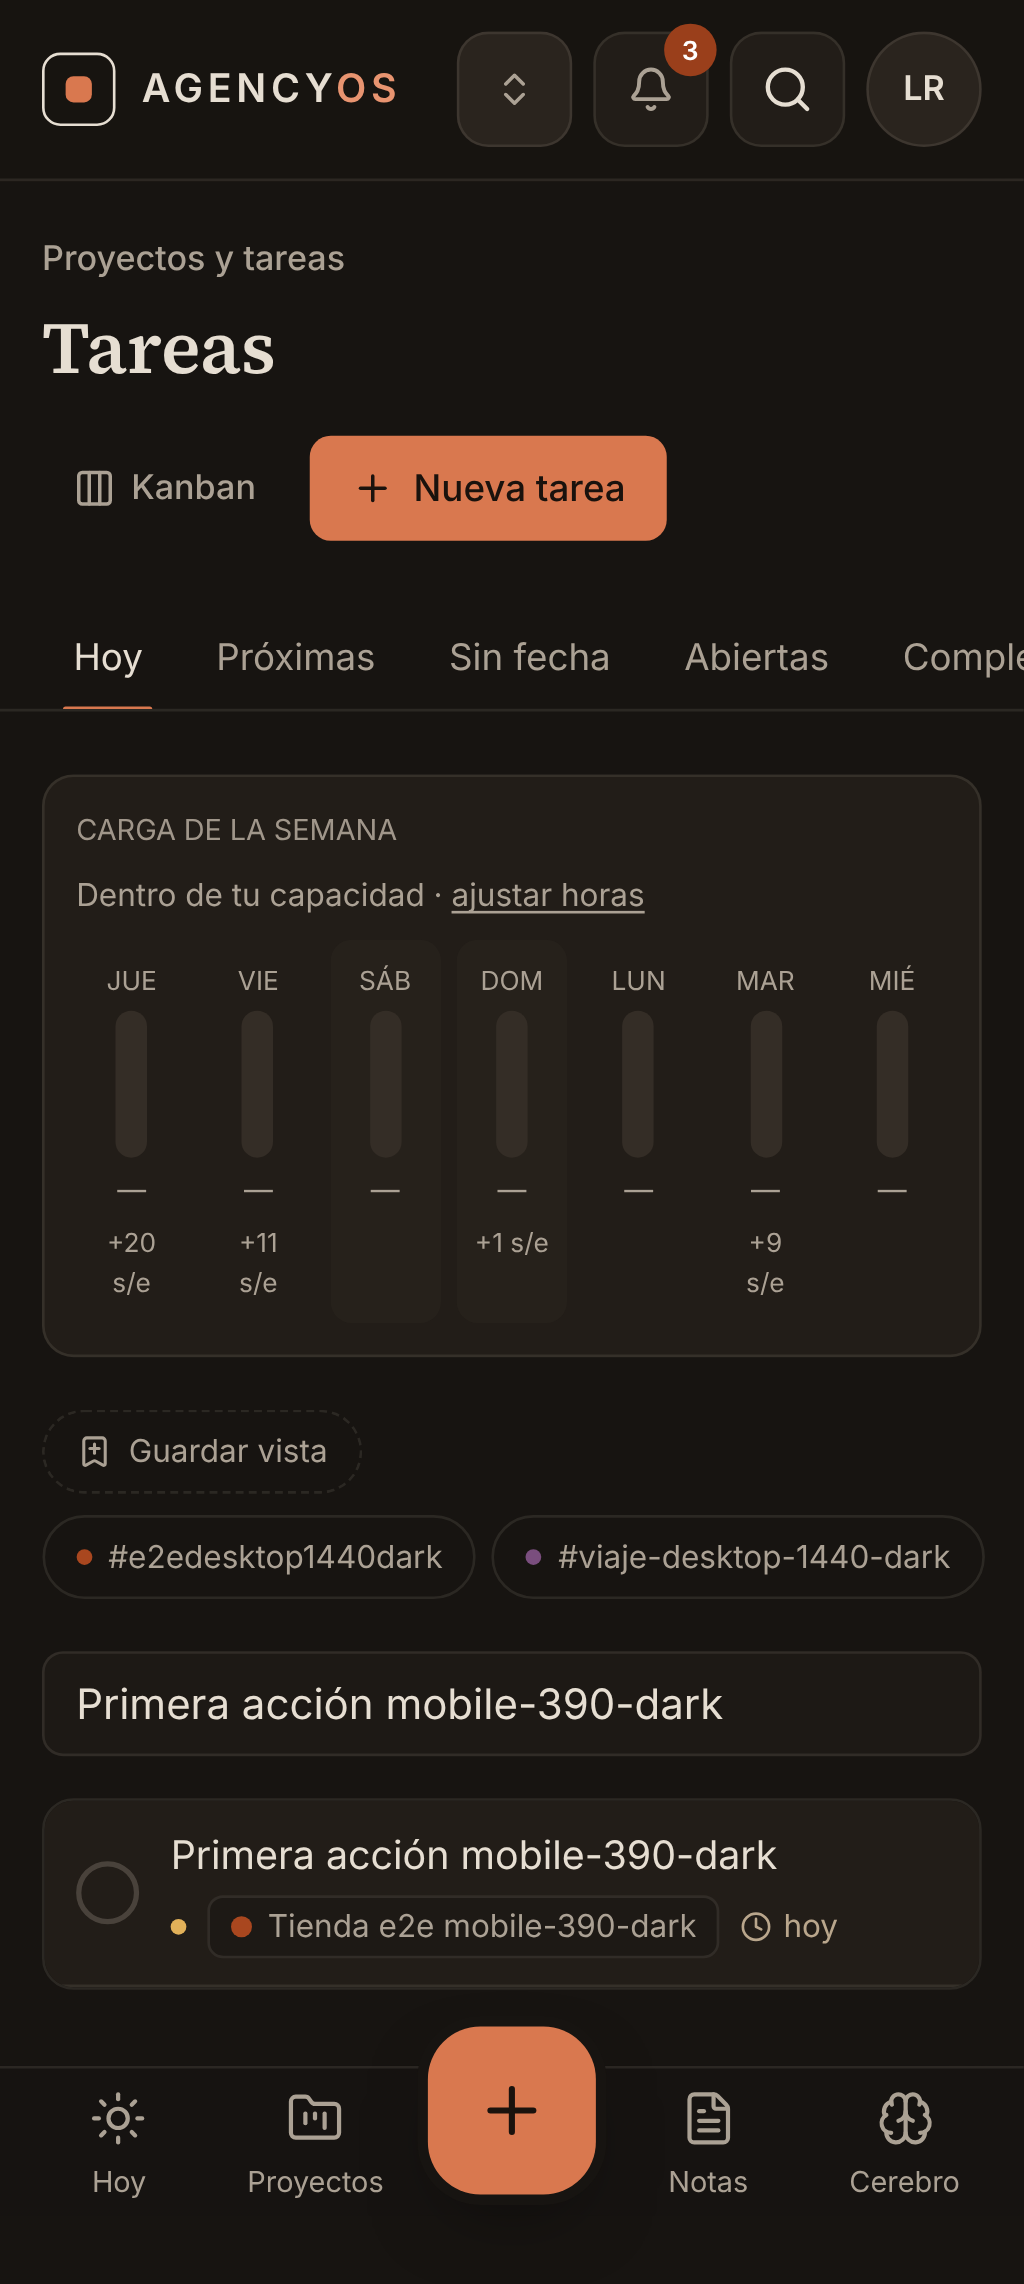 AGENCYOS
3
LR
Proyectos y tareas
Tareas
Kanban
Nueva tarea
Hoy Próximas Sin fecha Abiertas Comple
CARGA DE LA SEMANA
Dentro de tu capacidad · ajustar horas
JUE VIE SÁB DOM LUN MAR MIÉ
— — — — — — —
+20 s/e
+11 s/e
+1 s/e
+9 s/e
Guardar vista
#e2edesktop1440dark #viaje-desktop-1440-dark
Primera acción mobile-390-dark
Primera acción mobile-390-dark
Tienda e2e mobile-390-dark hoy
Hoy Proyectos Notas Cerebro